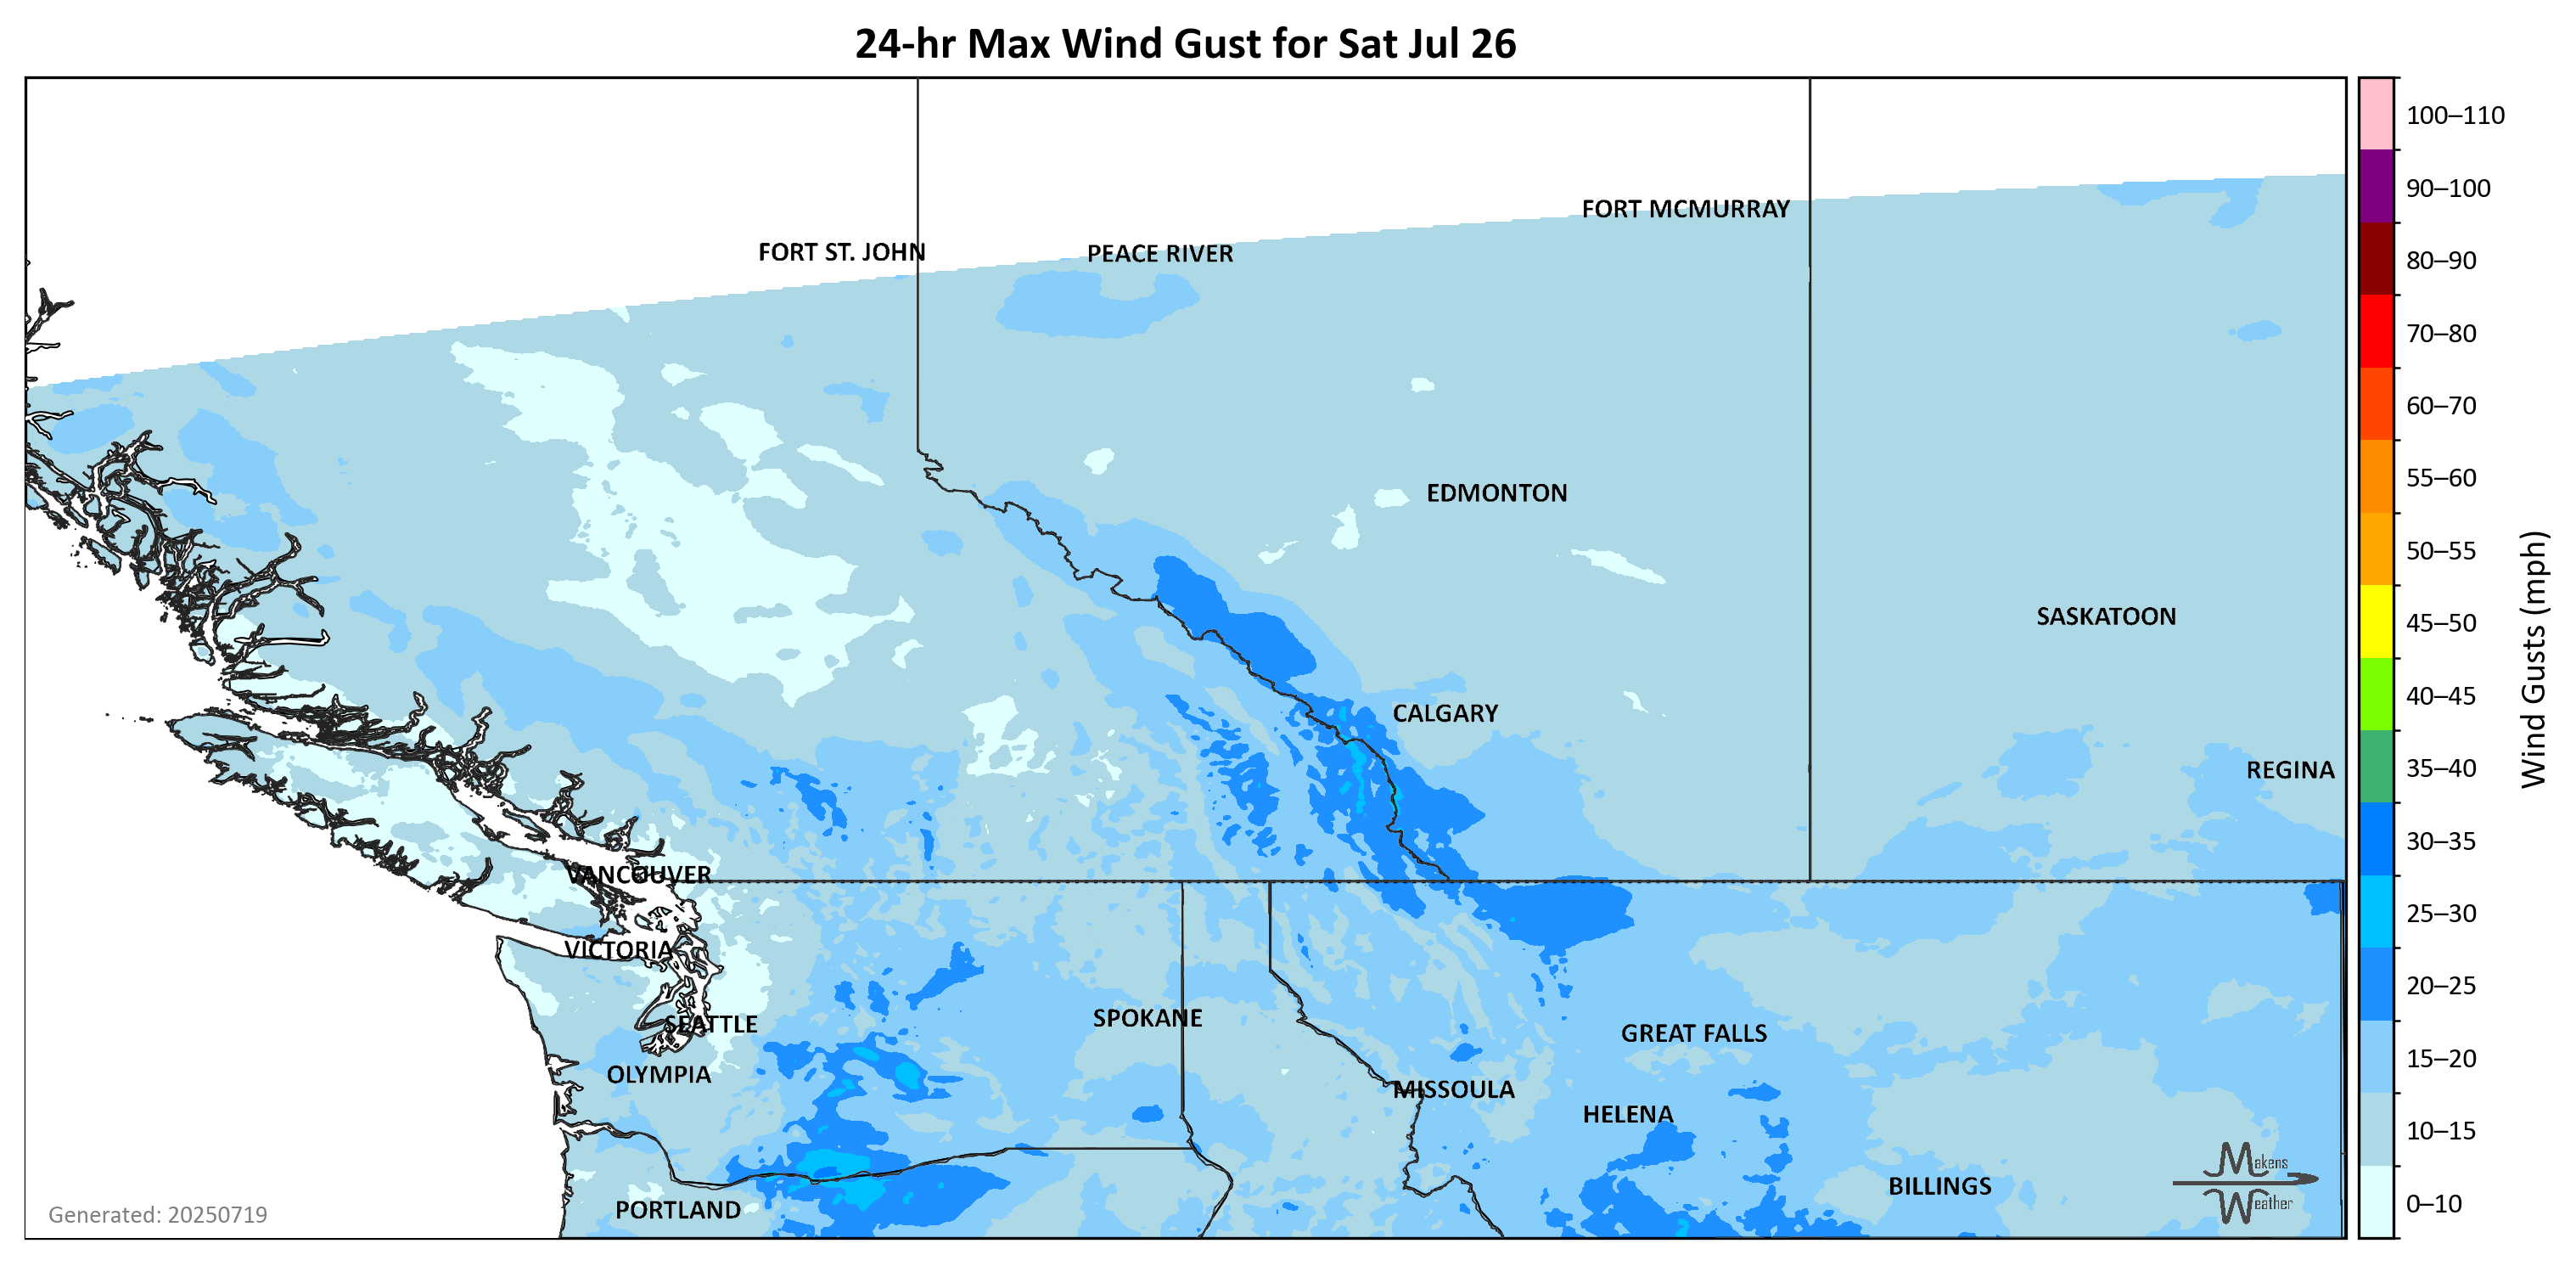 24-hr Max Wind Gust for Sat Jul 26
100–110
90–100
80–90
70–80
60–70
55–60
50–55
45–50
40–45
35–40
30–35
25–30
20–25
15–20
10–15
0–10
Wind Gusts (mph)
FORT MCMURRAY
FORT ST. JOHN
PEACE RIVER
EDMONTON
SASKATOON
CALGARY
REGINA
VANCOUVER
VICTORIA
SEATTLE
SPOKANE
GREAT FALLS
OLYMPIA
MISSOULA
HELENA
BILLINGS
PORTLAND
Makens
Weather
Generated: 20250719